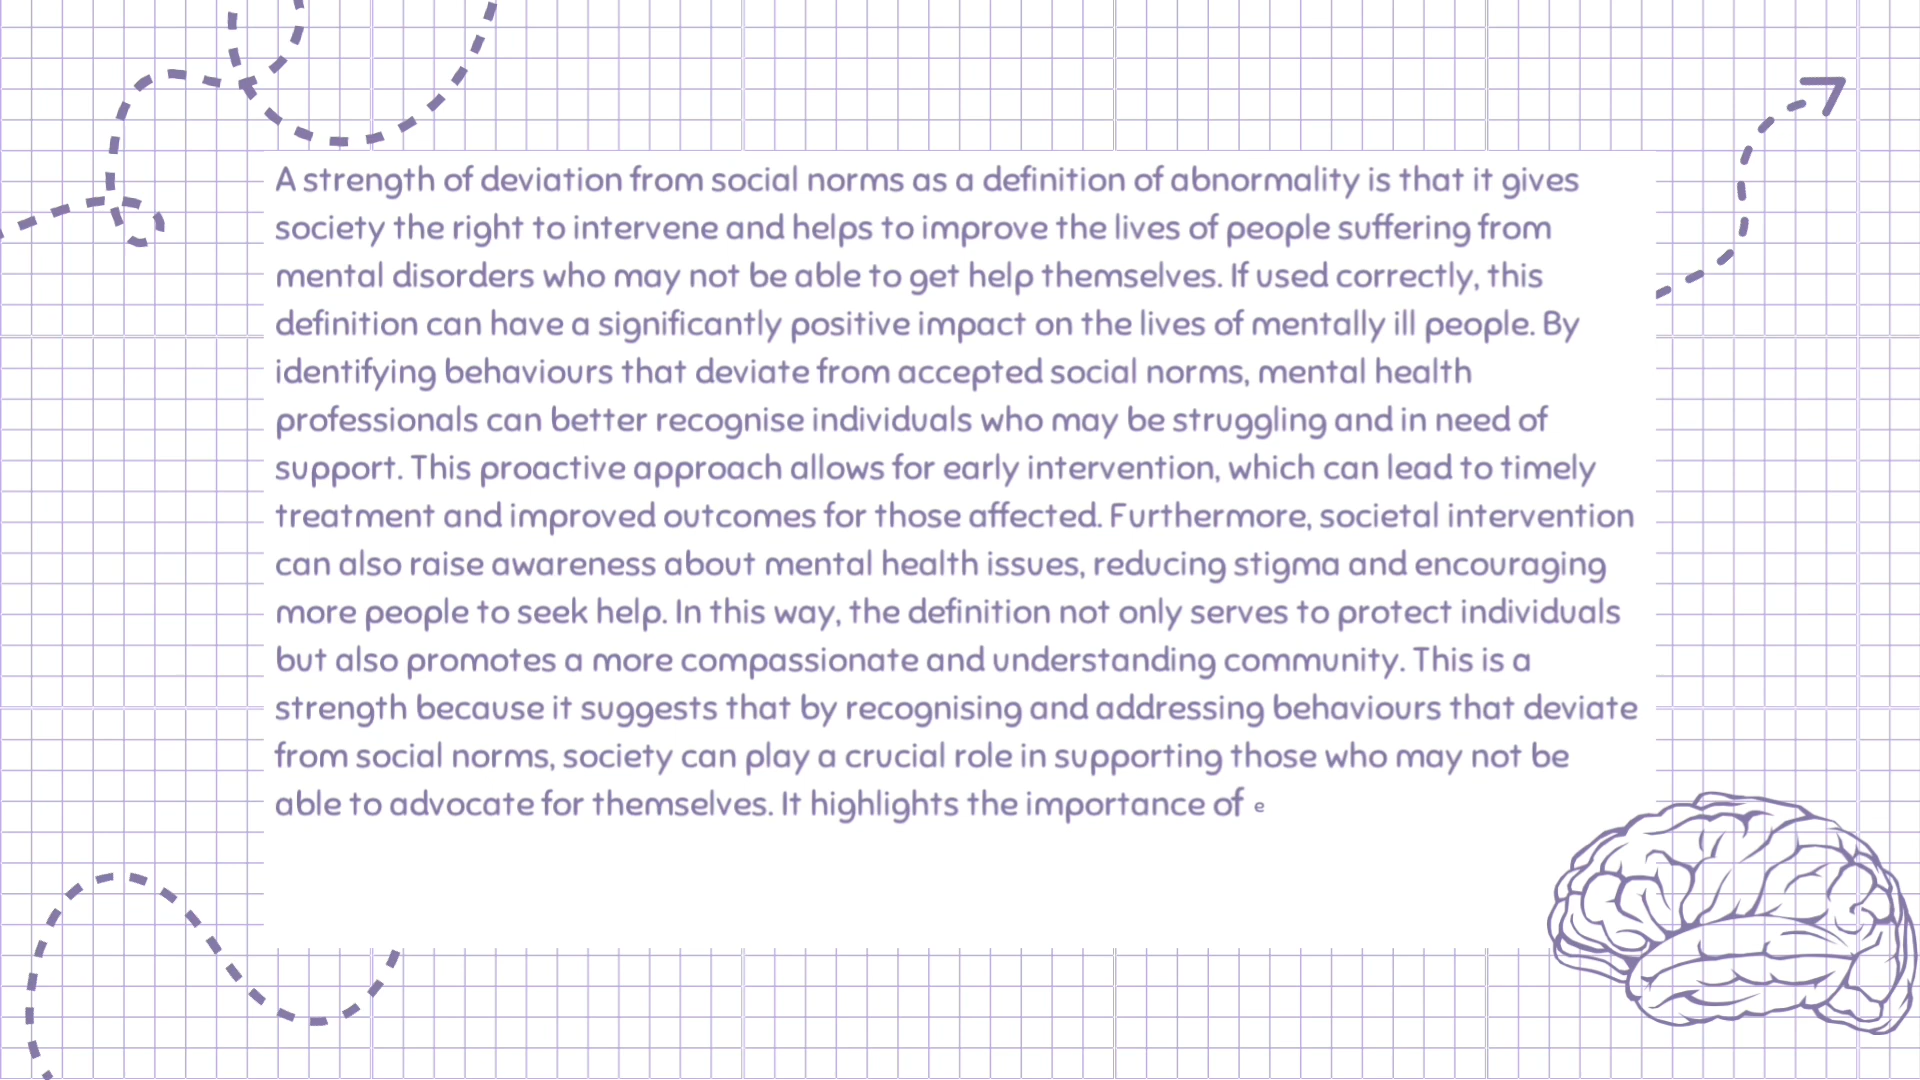 A strength of deviation from social norms as a definition of abnormality is that it gives
society the right to intervene and helps to improve the lives of people suffering from
mental disorders who may not be able to get help themselves. If used correctly, this
definition can have a significantly positive impact on the lives of mentally ill people. By
identifying behaviours that deviate from accepted social norms, mental health
professionals can better recognise individuals who may be struggling and in need of
support. This proactive approach allows for early intervention, which can lead to timely
treatment and improved outcomes for those affected. Furthermore, societal intervention
can also raise awareness about mental health issues, reducing stigma and encouraging
more people to seek help. In this way, the definition not only serves to protect individuals
but also promotes a more compassionate and understanding community. This is a
strength because it suggests that by recognising and addressing behaviours that deviate
from social norms, society can play a crucial role in supporting those who may not be
able to advocate for themselves. It highlights the importance of e